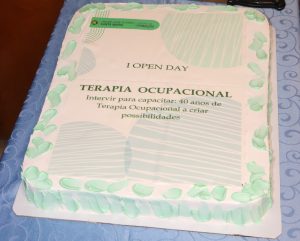 I OPEN DAY
TERAPIA OCUPACIONAL
Intervir para capacitar: 40 anos de
Terapia Ocupacional a criar
possibilidades